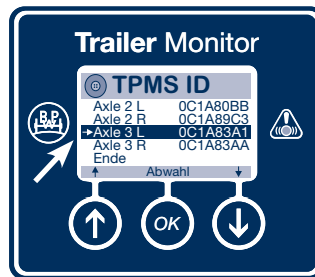 Trailer Monitor
TPMS ID
Axle 2 L 0C1A80BB
Axle 2 R 0C1A89C3
→Axle 3 L 0C1A83A1
Axle 3 R 0C1A83AA
Ende
↑ Abwahl ↓
BPW
↑ OK ↓